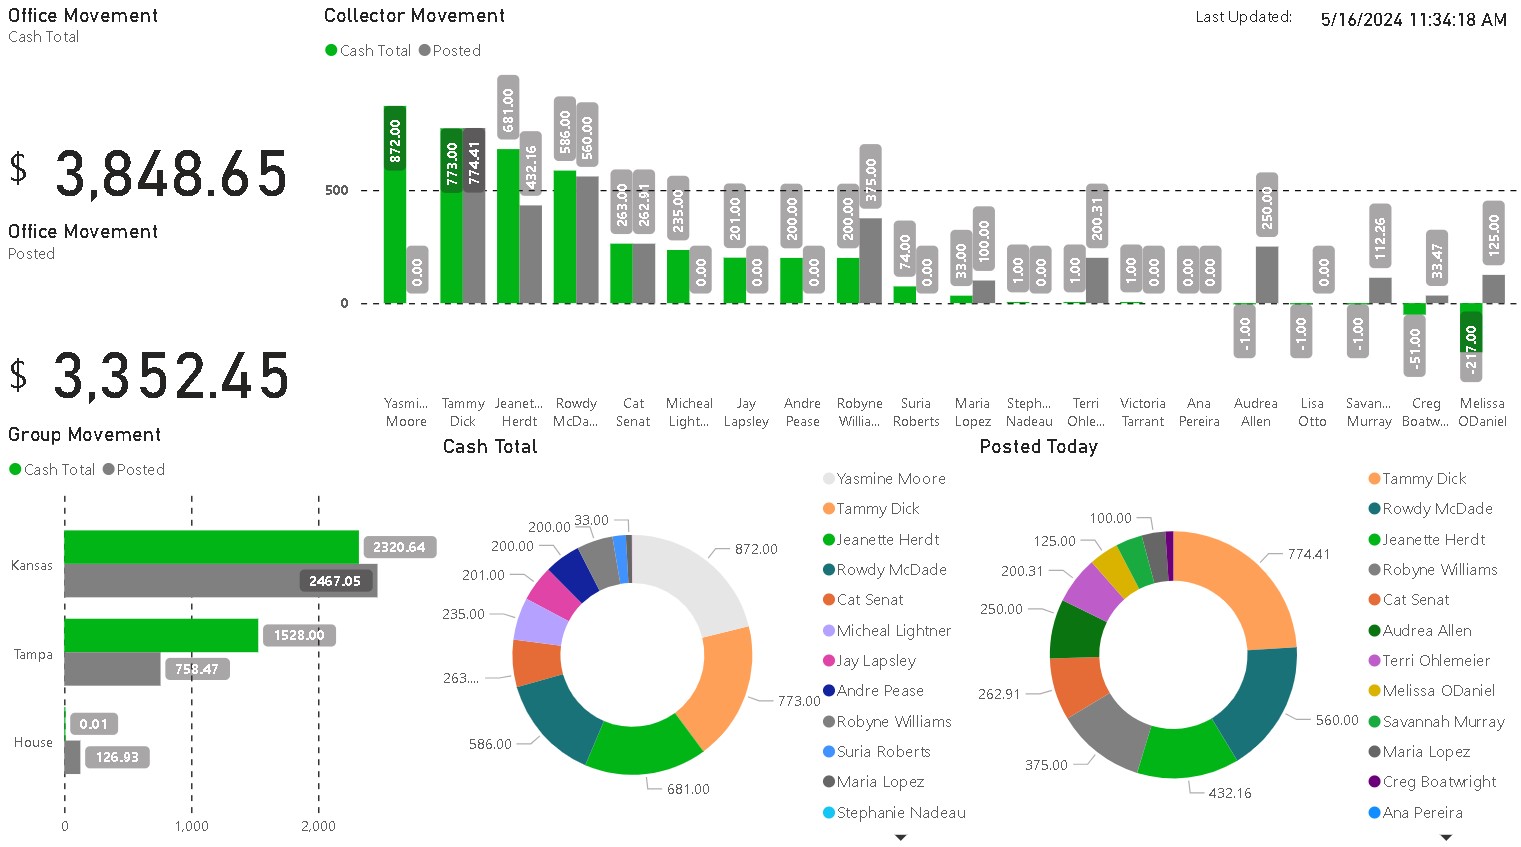 Office Movement
Cash Total
$ 3,848.65
Office Movement
Posted
$ 3,352.45
Collector Movement
Cash Total Posted
Last Updated: 5/16/2024 11:34:18 AM
500
0
872.00 0.00
773.00 774.41
681.00 432.16
586.00 560.00
263.00 262.91
235.00 0.00
201.00 0.00
200.00 0.00
200.00 375.00
74.00 0.00
33.00 100.00
1.00 0.00
1.00 200.31
1.00 0.00
0.00 0.00
-1.00 250.00
-1.00 0.00
-1.00 112.26
-51.00 33.47
-217.00 125.00
Yasmi... Moore
Tammy Dick
Jeanet... Herdt
Rowdy McDa...
Cat Senat
Micheal Light...
Jay Lapsley
Andre Pease
Robyne Willia...
Suria Roberts
Maria Lopez
Steph... Nadeau
Terri Ohle...
Victoria Tarrant
Ana Pereira
Audrea Allen
Lisa Otto
Savan... Murray
Creg Boatw...
Melissa ODaniel
Group Movement
Cash Total Posted
Kansas
2320.64
2467.05
Tampa
1528.00
758.47
House
0.01
126.93
0 1,000 2,000
Cash Total
872.00
773.00
681.00
586.00
263....
235.00
201.00
200.00
200.00
33.00
Yasmine Moore
Tammy Dick
Jeanette Herdt
Rowdy McDade
Cat Senat
Micheal Lightner
Jay Lapsley
Andre Pease
Robyne Williams
Suria Roberts
Maria Lopez
Stephanie Nadeau
Posted Today
774.41
560.00
432.16
375.00
262.91
250.00
200.31
125.00
100.00
Tammy Dick
Rowdy McDade
Jeanette Herdt
Robyne Williams
Cat Senat
Audrea Allen
Terri Ohlemeier
Melissa ODaniel
Savannah Murray
Maria Lopez
Creg Boatwright
Ana Pereira